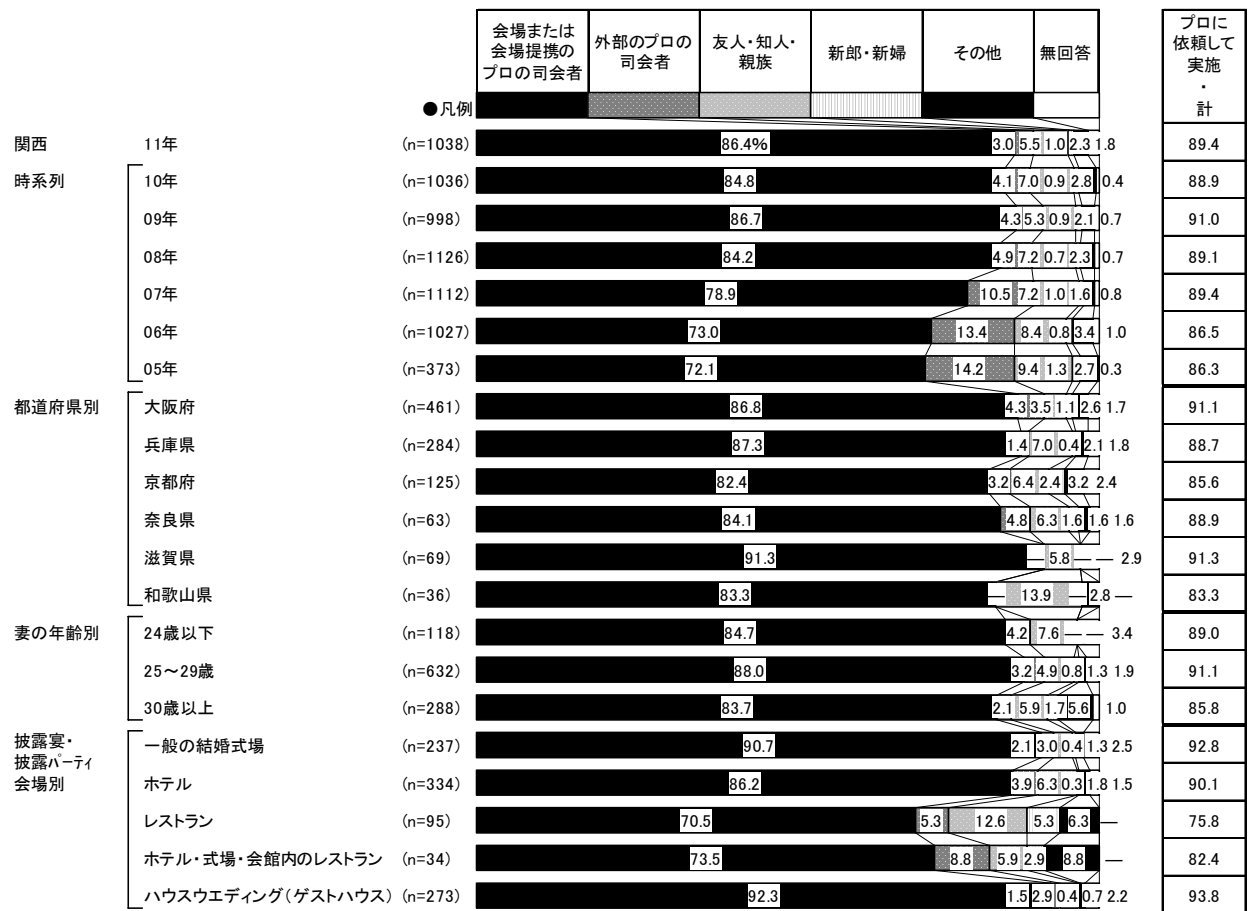 会場または
会場提携の
プロの司会者
外部のプロの
司会者
友人・知人・
親族
新郎・新婦
その他
無回答
プロに
依頼して
実施
・
計
●凡例
関西 11年 (n=1038) 86.4% 3.0 5.5 1.0 2.3 1.8 89.4
時系列 10年 (n=1036) 84.8 4.1 7.0 0.9 2.8 0.4 88.9
09年 (n=998) 86.7 4.3 5.3 0.9 2.1 0.7 91.0
08年 (n=1126) 84.2 4.9 7.2 0.7 2.3 0.7 89.1
07年 (n=1112) 78.9 10.5 7.2 1.0 1.6 0.8 89.4
06年 (n=1027) 73.0 13.4 8.4 0.8 3.4 1.0 86.5
05年 (n=373) 72.1 14.2 9.4 1.3 2.7 0.3 86.3
都道府県別 大阪府 (n=461) 86.8 4.3 3.5 1.1 2.6 1.7 91.1
兵庫県 (n=284) 87.3 1.4 7.0 0.4 2.1 1.8 88.7
京都府 (n=125) 82.4 3.2 6.4 2.4 3.2 2.4 85.6
奈良県 (n=63) 84.1 4.8 6.3 1.6 1.6 1.6 88.9
滋賀県 (n=69) 91.3 — 5.8 — — 2.9 91.3
和歌山県 (n=36) 83.3 — 13.9 — 2.8 — 83.3
妻の年齢別 24歳以下 (n=118) 84.7 4.2 7.6 — — 3.4 89.0
25～29歳 (n=632) 88.0 3.2 4.9 0.8 1.3 1.9 91.1
30歳以上 (n=288) 83.7 2.1 5.9 1.7 5.6 1.0 85.8
披露宴・
披露パーティ
会場別
一般の結婚式場 (n=237) 90.7 2.1 3.0 0.4 1.3 2.5 92.8
ホテル (n=334) 86.2 3.9 6.3 0.3 1.8 1.5 90.1
レストラン (n=95) 70.5 5.3 12.6 5.3 6.3 — 75.8
ホテル・式場・会館内のレストラン (n=34) 73.5 8.8 5.9 2.9 8.8 — 82.4
ハウスウエディング(ゲストハウス) (n=273) 92.3 1.5 2.9 0.4 0.7 2.2 93.8